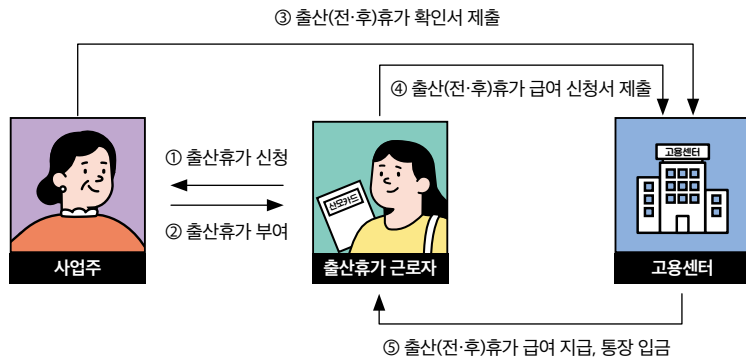 ③ 출산(전·후)휴가 확인서 제출
④ 출산(전·후)휴가 급여 신청서 제출
① 출산휴가 신청
② 출산휴가 부여
산모카드
고용센터
사업주
출산휴가 근로자
고용센터
⑤ 출산(전·후)휴가 급여 지급, 통장 입금